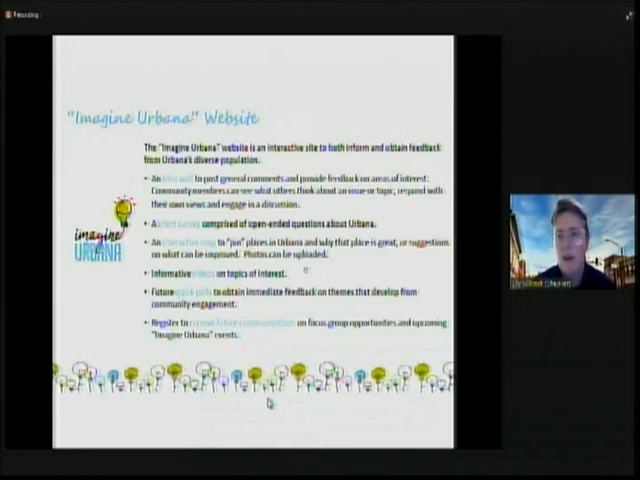 Recording
"Imagine Urbana" Website
The "Imagine Urbana" website is an interactive site to both inform and obtain feedback
from Urbana's diverse population.
• An idea wall to post general comments and provide feedback on areas of interest.
Community members can see what others think about an issue or topic, respond with
their own views and engage in a discussion.
• A short survey comprised of open-ended questions about Urbana.
• An interactive map to "pin" places in Urbana and why that place is great, or suggestions
on what can be improved. Photos can be uploaded.
• Informative videos on topics of interest.
• Future quick polls to obtain immediate feedback on themes that develop from
community engagement.
• Register to receive future communications on focus group opportunities and upcoming
"Imagine Urbana" events.
imagine
URBANA